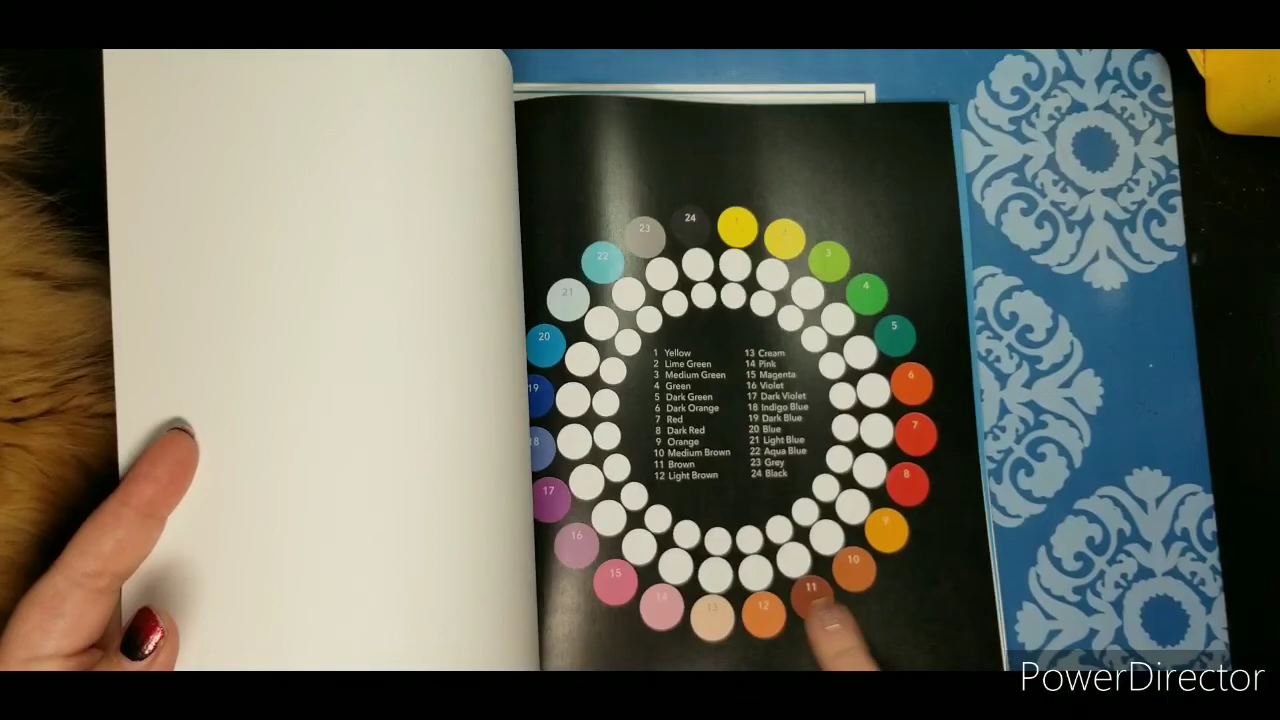 24
1
2
3
4
5
6
7
8
9
10
11
12
13
14
15
16
17
18
19
20
21
22
23
1 Yellow
2 Lime Green
3 Medium Green
4 Green
5 Dark Green
6 Dark Orange
7 Red
8 Dark Red
9 Orange
10 Medium Brown
11 Brown
12 Light Brown
13 Cream
14 Pink
15 Magenta
16 Violet
17 Dark Violet
18 Indigo Blue
19 Dark Blue
20 Blue
21 Light Blue
22 Aqua Blue
23 Grey
24 Black
PowerDirector